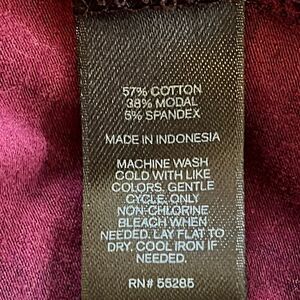 57% COTTON
38% MODAL
5% SPANDEX
MADE IN INDONESIA
MACHINE WASH
COLD WITH LIKE
COLORS. GENTLE
CYCLE. ONLY
NON-CHLORINE
BLEACH WHEN
NEEDED. LAY FLAT TO
DRY. COOL IRON IF
NEEDED.
RN# 55285